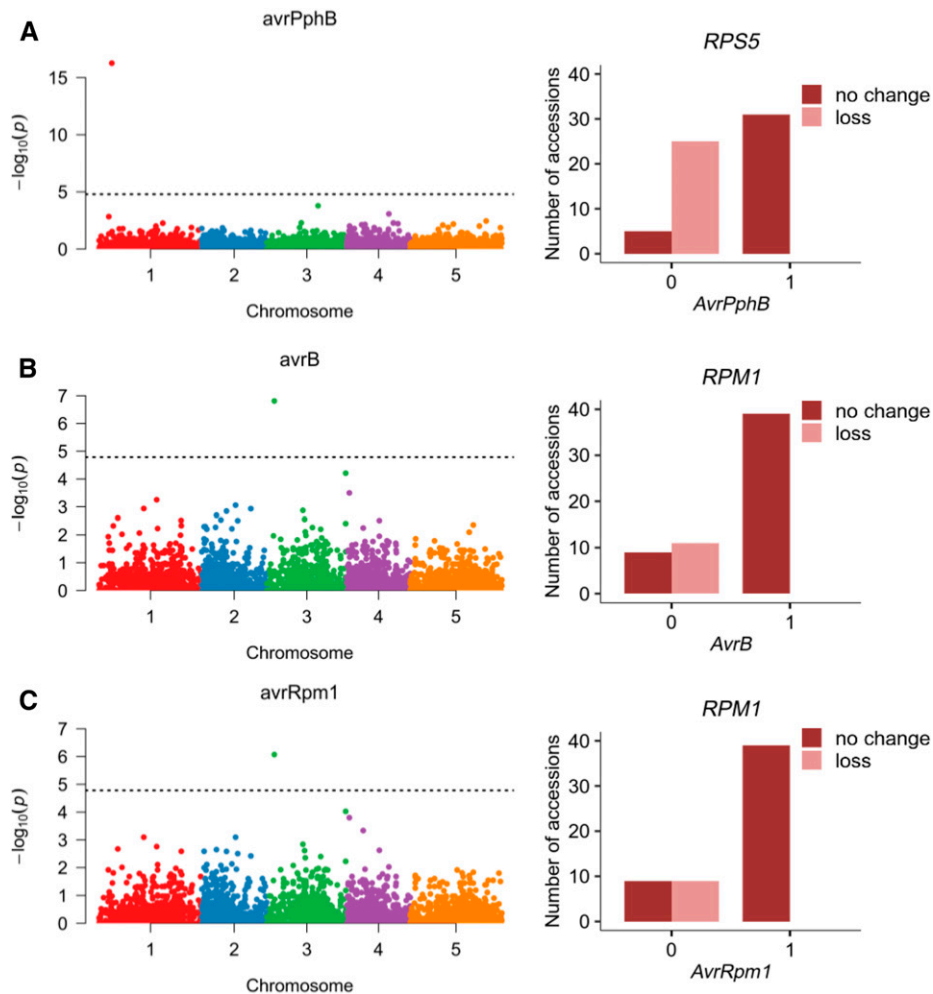 A
avrPphB
RPS5
15
10
5
0
−log10(p)
1 2 3 4 5
Chromosome
40
30
20
10
0
Number of accessions
no change
loss
0 1
AvrPphB
B
avrB
RPM1
7
6
5
4
3
2
1
0
−log10(p)
1 2 3 4 5
Chromosome
40
30
20
10
0
Number of accessions
no change
loss
0 1
AvrB
C
avrRpm1
RPM1
7
6
5
4
3
2
1
0
−log10(p)
1 2 3 4 5
Chromosome
40
30
20
10
0
Number of accessions
no change
loss
0 1
AvrRpm1